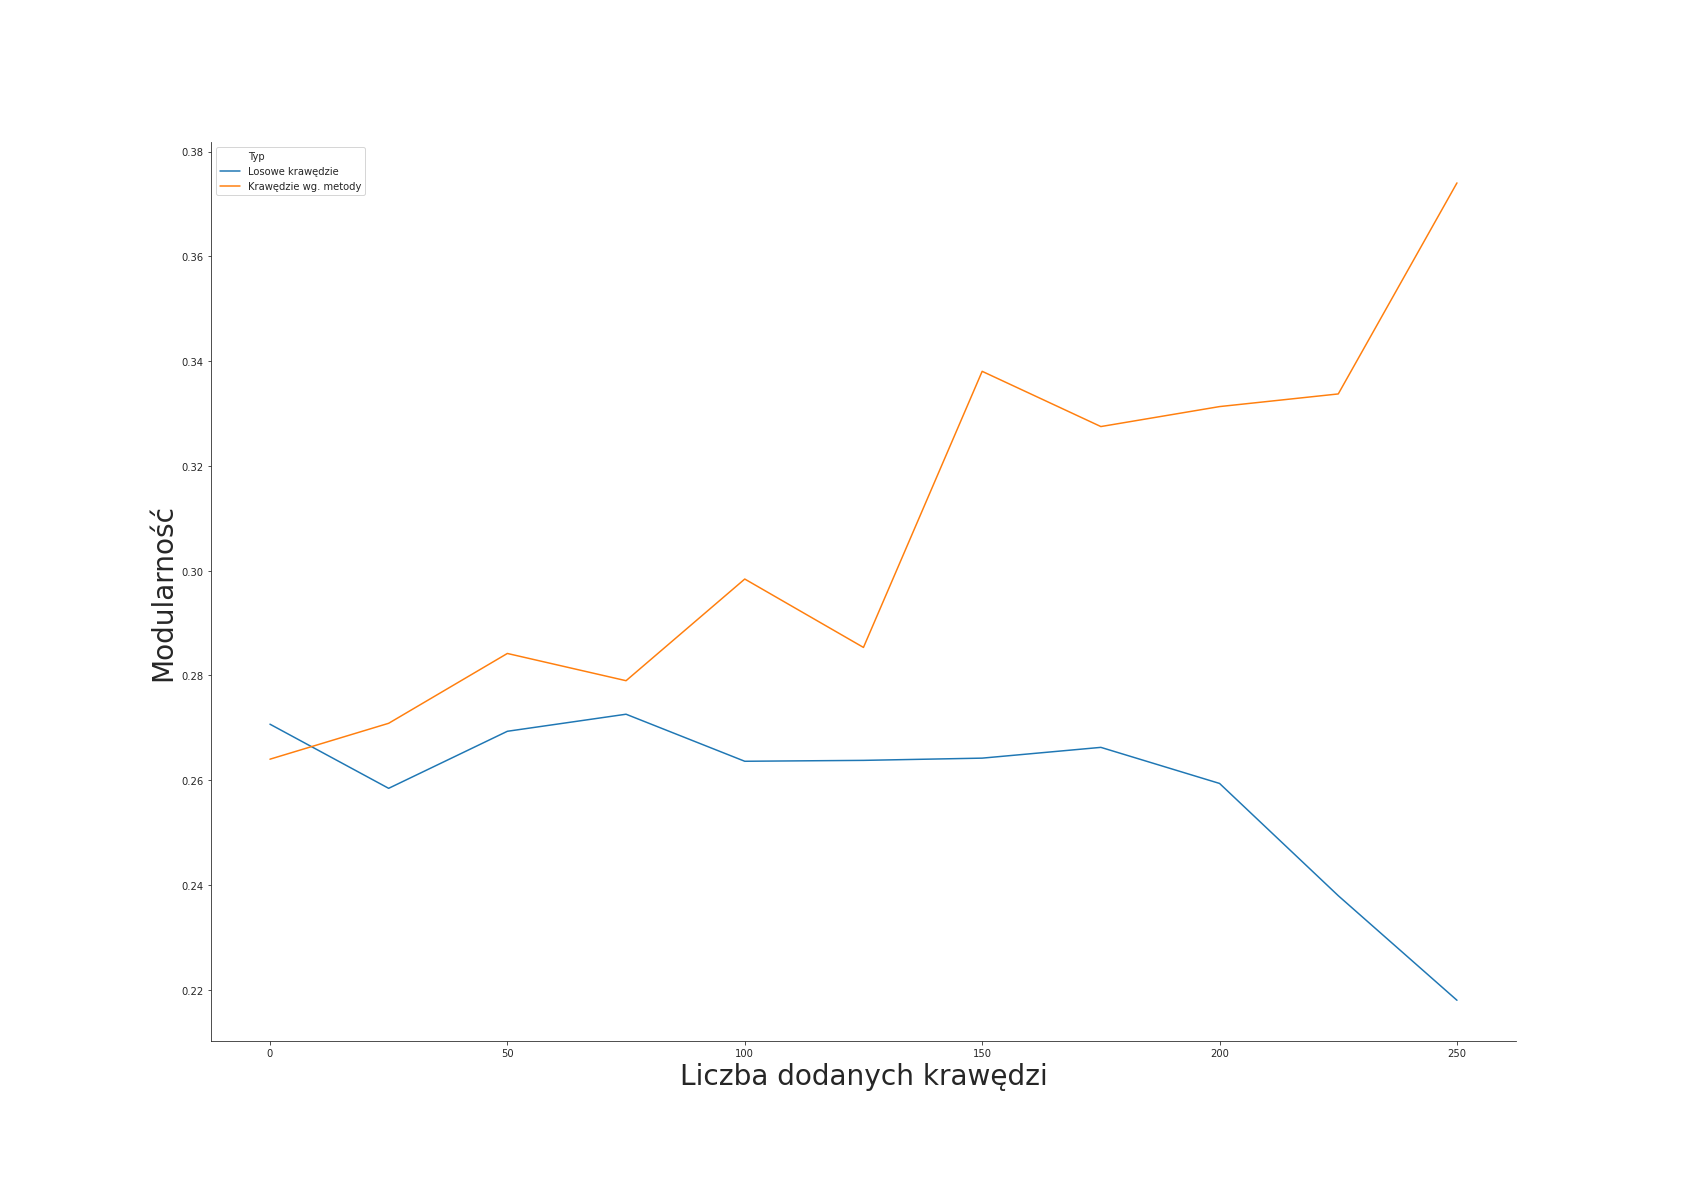 Typ
Losowe krawędzie
Krawędzie wg. metody
0.38
0.36
0.34
0.32
0.30
0.28
0.26
0.24
0.22
Modularność
0 50 100 150 200 250
Liczba dodanych krawędzi